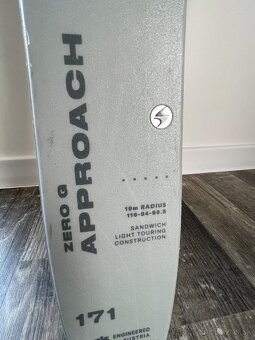 ZERO G
APPROACH
19m RADIUS
116-84-99.5
SANDWICH
LIGHT TOURING
CONSTRUCTION
171
ENGINEERED
AUSTRIA